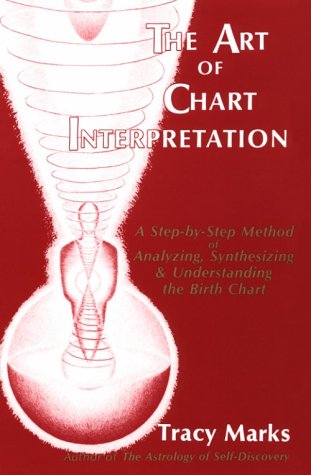 The Art
of
Chart
Interpretation
A Step-by-Step Method
of
Analyzing, Synthesizing
& Understanding
the Birth Chart
Tracy Marks
Author of The Astrology of Self-Discovery